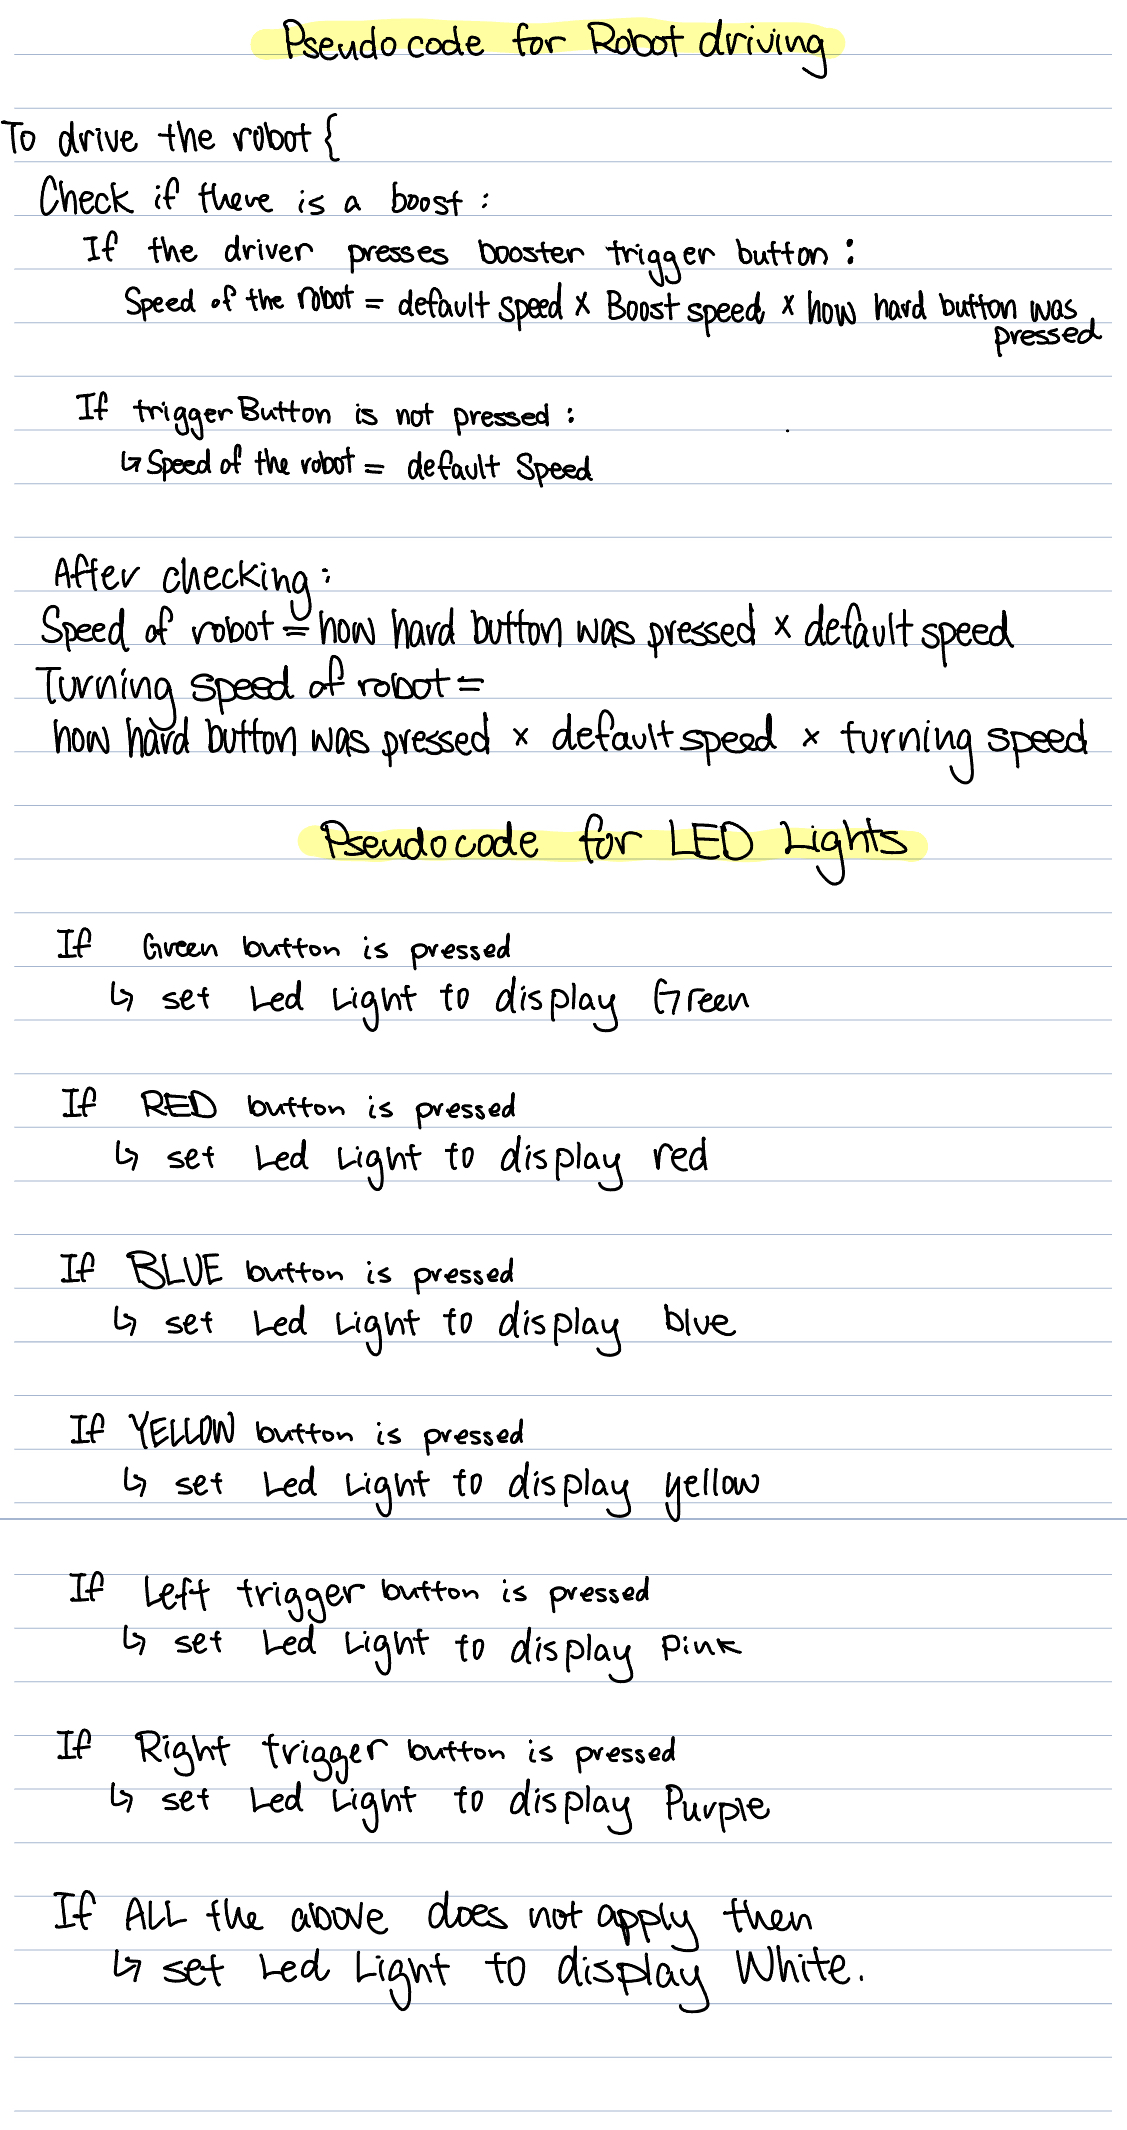 Pseudo code for Robot driving
To drive the robot {
Check if there is a boost :
If the driver presses booster trigger button :
Speed of the robot = default speed x Boost speed x how hard button was
pressed
If trigger Button is not pressed :
↳ Speed of the robot = default Speed
After checking :
Speed of robot = how hard button was pressed x default speed
Turning speed of robot =
how hard button was pressed x default speed x turning speed
Pseudo code for LED Lights
If Green button is pressed
↳ set Led Light to display Green
If RED button is pressed
↳ set Led Light to display red
If BLUE button is pressed
↳ set Led Light to display blue
If YELLOW button is pressed
↳ set Led Light to display yellow
If Left trigger button is pressed
↳ set Led Light to display Pink
If Right trigger button is pressed
↳ set Led Light to display Purple
If ALL the above does not apply then
↳ set Led Light to display White.